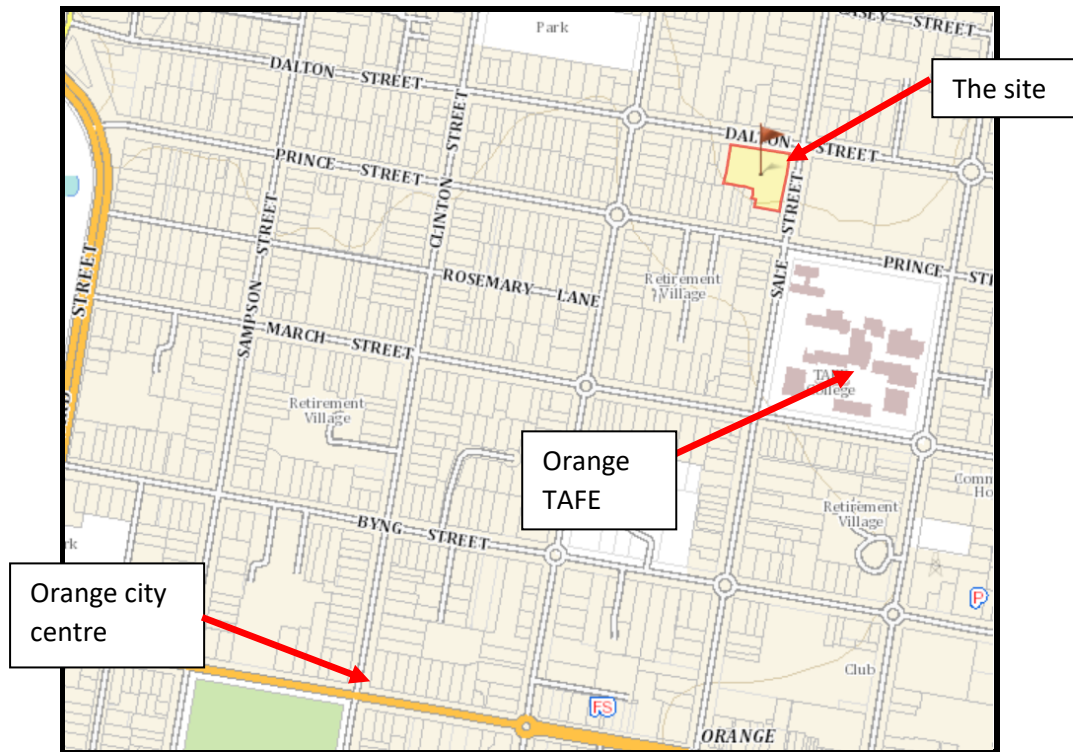 Park
CASEY STREET
The site
DALTON STREET
DALTON STREET
PRINCE STREET
CLINTON STREET
SAMPSON STREET
ROSEMARY LANE
Retirement
Village
SALE STREET
PRINCE
STREET
MARCH STREET
TAFE
College
Retirement
Village
Orange
TAFE
Retirement
Village
BYNG STREET
Orange city
centre
P
Club
FS
ORANGE